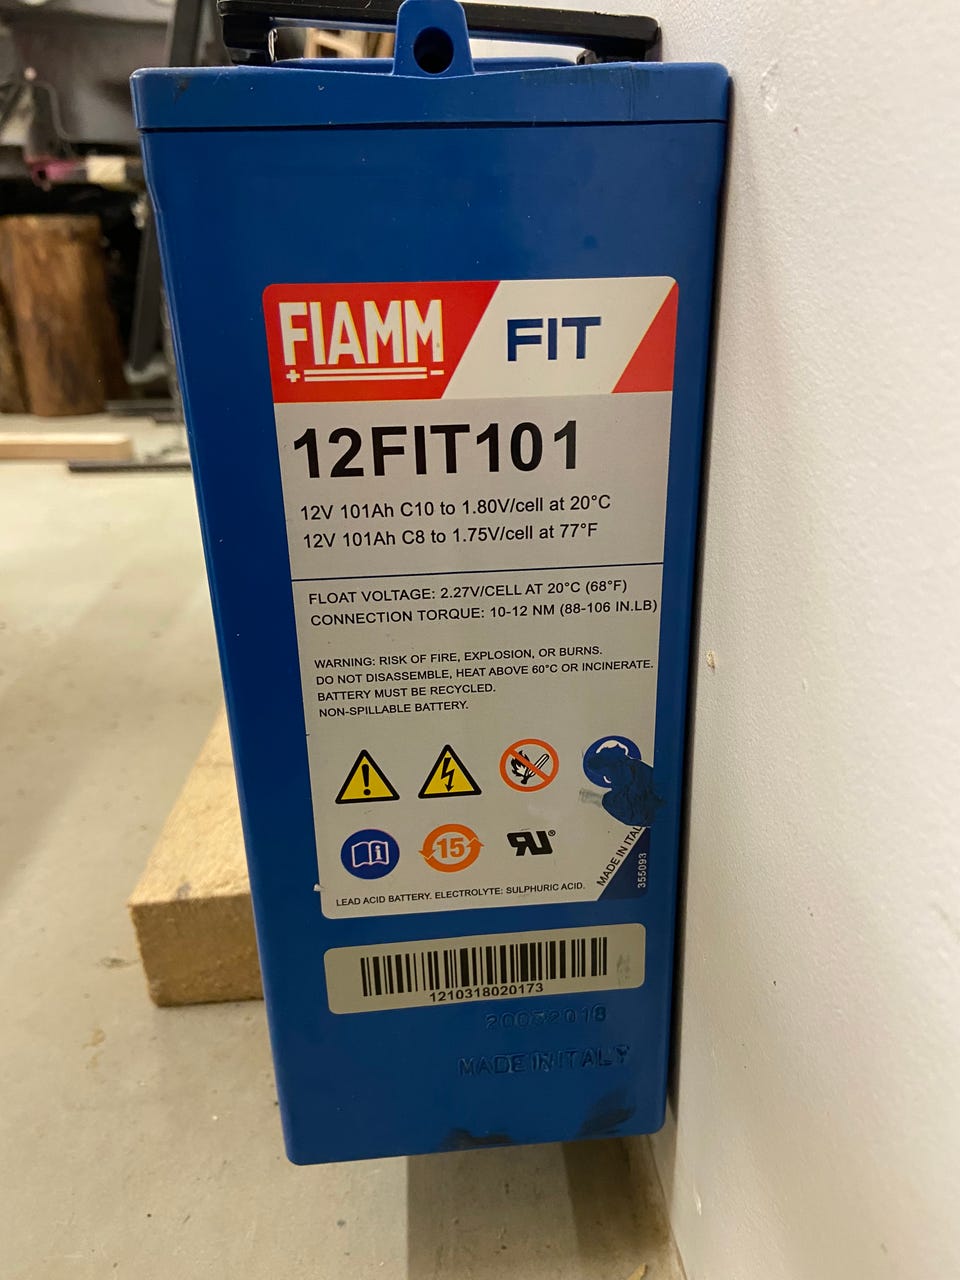 FIAMM
+ -
FIT
12FIT101
12V 101Ah C10 to 1.80V/cell at 20°C
12V 101Ah C8 to 1.75V/cell at 77°F
FLOAT VOLTAGE: 2.27V/CELL AT 20°C (68°F)
CONNECTION TORQUE: 10-12 NM (88-106 IN.LB)
WARNING: RISK OF FIRE, EXPLOSION, OR BURNS.
DO NOT DISASSEMBLE, HEAT ABOVE 60°C OR INCINERATE.
BATTERY MUST BE RECYCLED.
NON-SPILLABLE BATTERY.
15
®
MADE IN ITAL
355093
LEAD ACID BATTERY. ELECTROLYTE: SULPHURIC ACID.
1210318020173
MADE IN ITALY